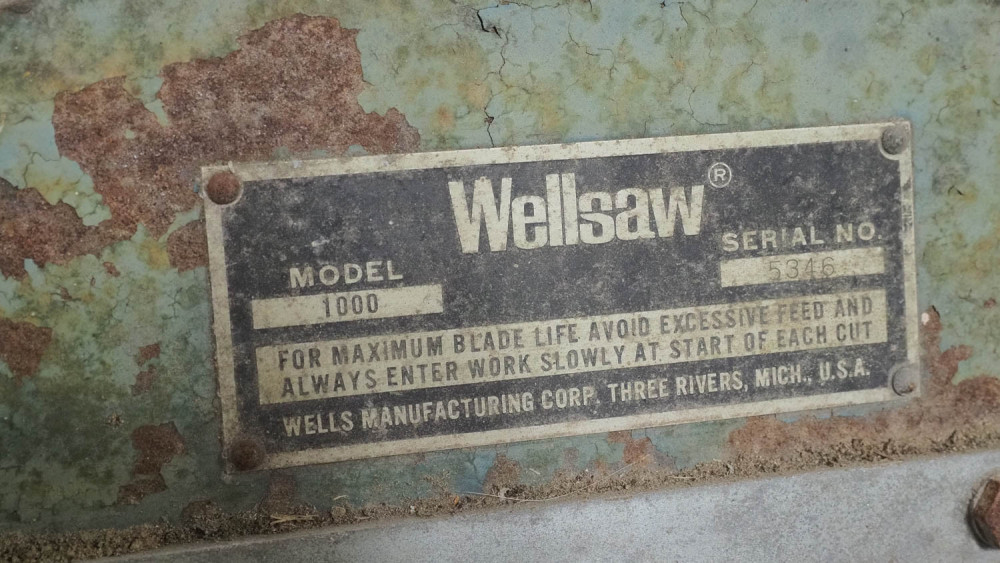 Wellsaw®
MODEL
1000
SERIAL NO.
5346
FOR MAXIMUM BLADE LIFE AVOID EXCESSIVE FEED AND
ALWAYS ENTER WORK SLOWLY AT START OF EACH CUT
WELLS MANUFACTURING CORP. THREE RIVERS, MICH., U.S.A.